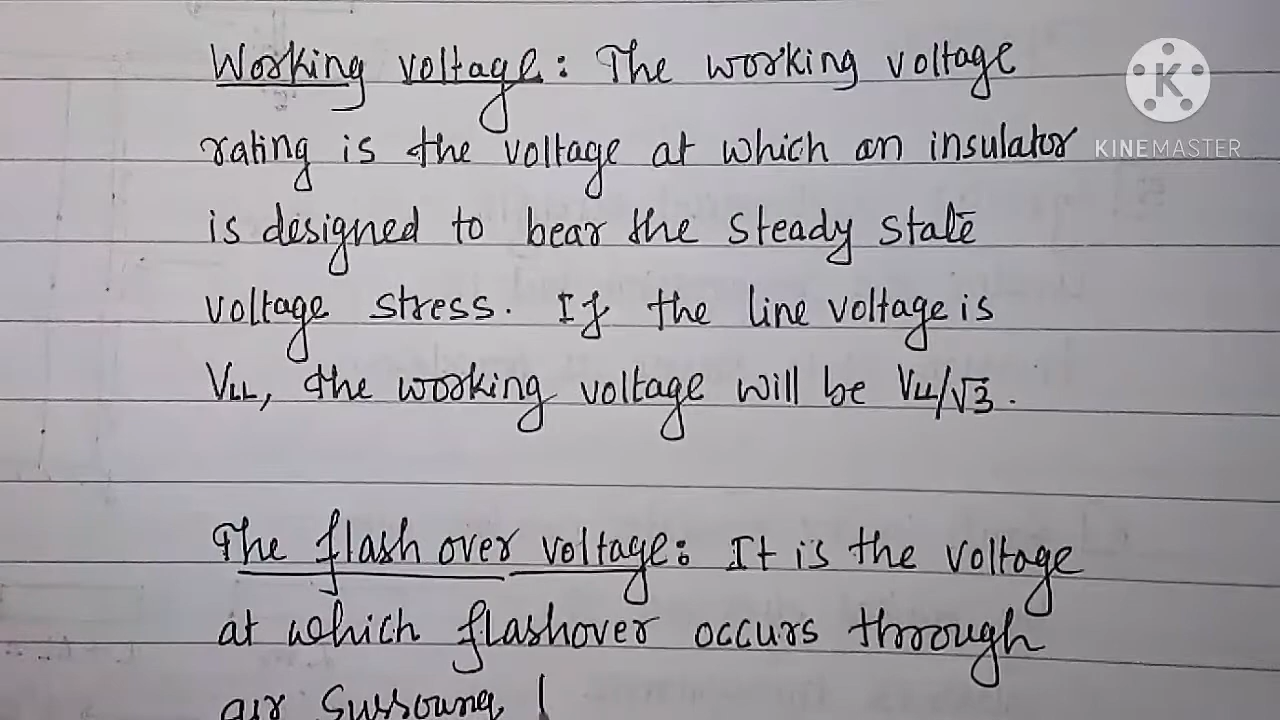 Working voltage: The working voltage
rating is the voltage at which an insulator
is designed to bear the steady state
voltage stress. If the line voltage is
VLL, the working voltage will be VLL/√3.
The flash over voltage: It is the voltage
at which flashover occurs through
air
K
KINEMASTER